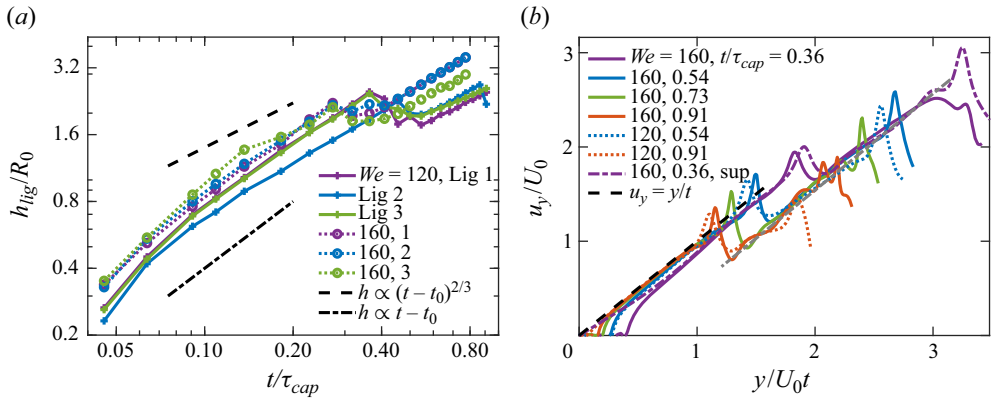 (a)
h_lig/R_0
3.2
1.6
0.8
0.4
0.2
We = 120, Lig 1
Lig 2
Lig 3
160, 1
160, 2
160, 3
h ∝ (t − t_0)^{2/3}
h ∝ t − t_0
0.05
0.10
0.20
0.40
0.80
t/τ_cap
(b)
u_y/U_0
3
2
1
0
We = 160, t/τ_cap = 0.36
160, 0.54
160, 0.73
160, 0.91
120, 0.54
120, 0.91
160, 0.36, sup
u_y = y/t
0
1
2
3
y/U_0t